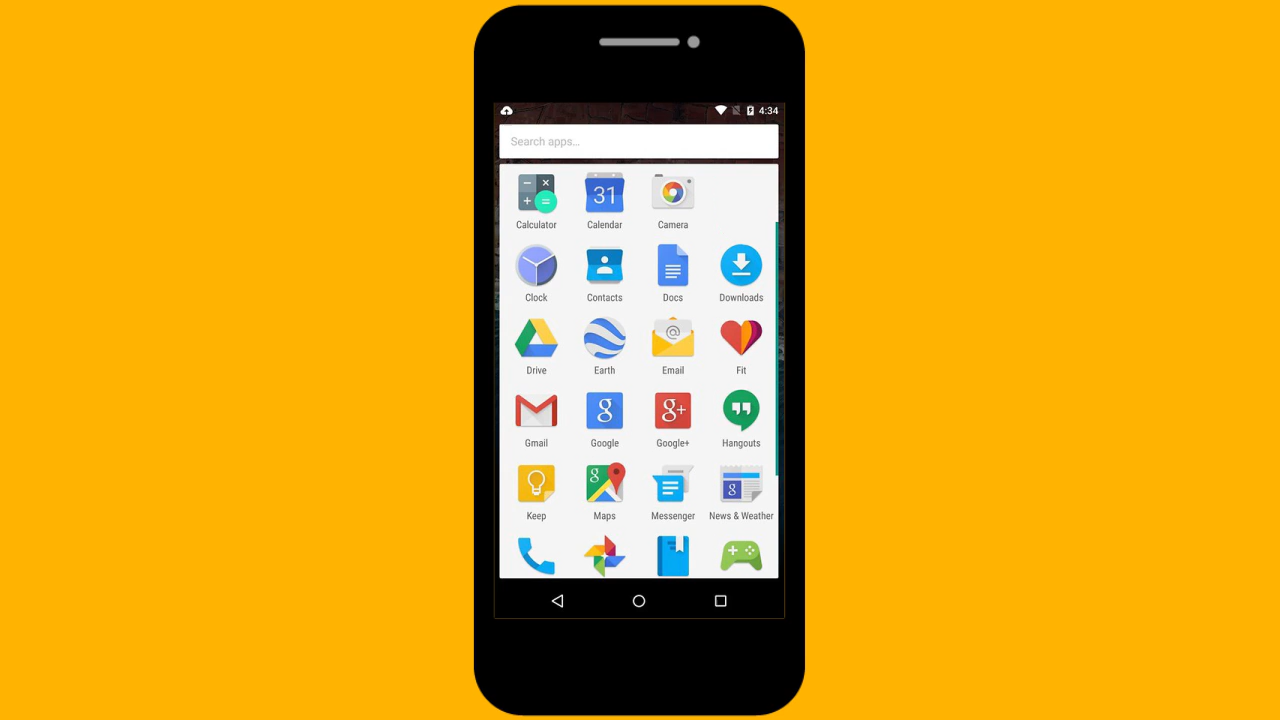 4:34
Search apps...
31
Calculator Calendar Camera
Clock Contacts Docs Downloads
@
Drive Earth Email Fit
g g+
Gmail Google Google+ Hangouts
g g
Keep Maps Messenger News & Weather